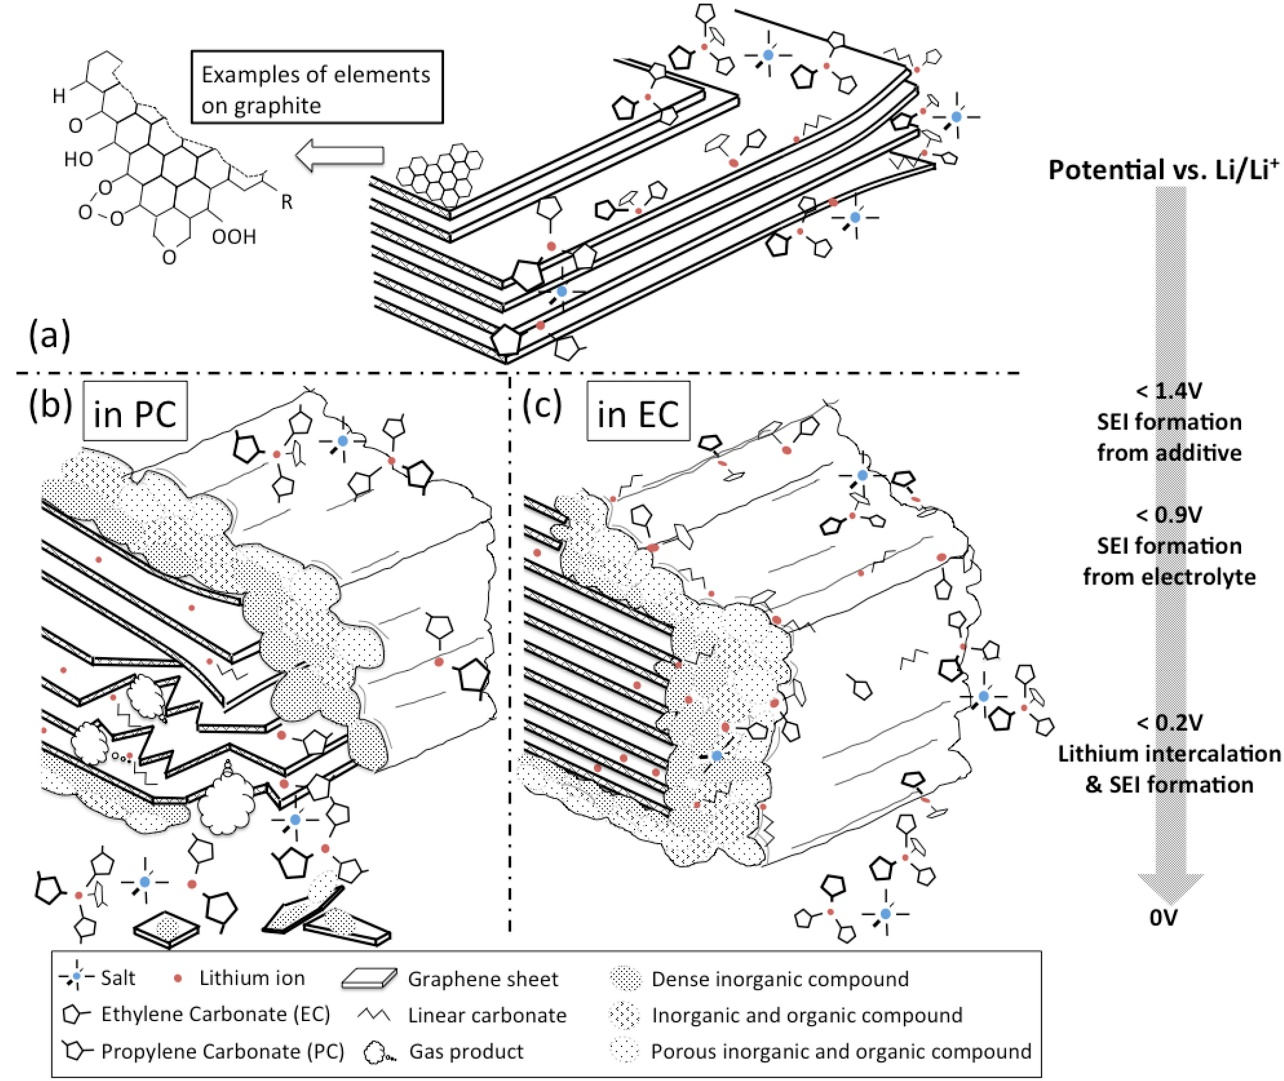 Examples of elements
on graphite
H
O
HO
O
O
O
O
OOH
R
(a)
Potential vs. Li/Li⁺
< 1.4V
SEI formation
from additive
< 0.9V
SEI formation
from electrolyte
< 0.2V
Lithium intercalation
& SEI formation
0V
(b)
in PC
(c)
in EC
Salt
Lithium ion
Graphene sheet
Dense inorganic compound
Ethylene Carbonate (EC)
Linear carbonate
Inorganic and organic compound
Propylene Carbonate (PC)
Gas product
Porous inorganic and organic compound